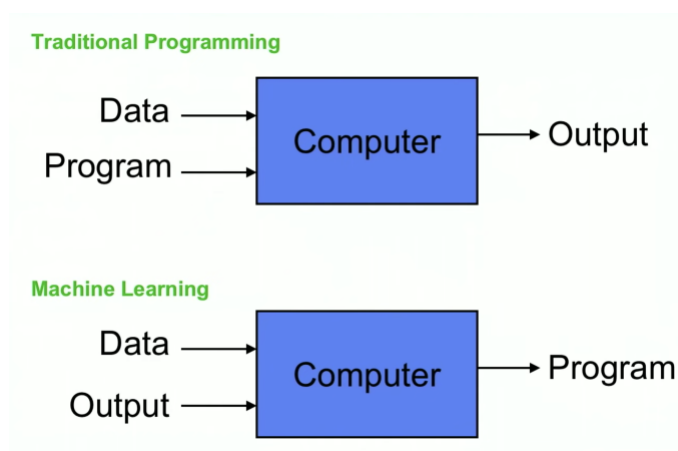 Traditional Programming
Data
Program
Computer
Output
Machine Learning
Data
Output
Computer
Program